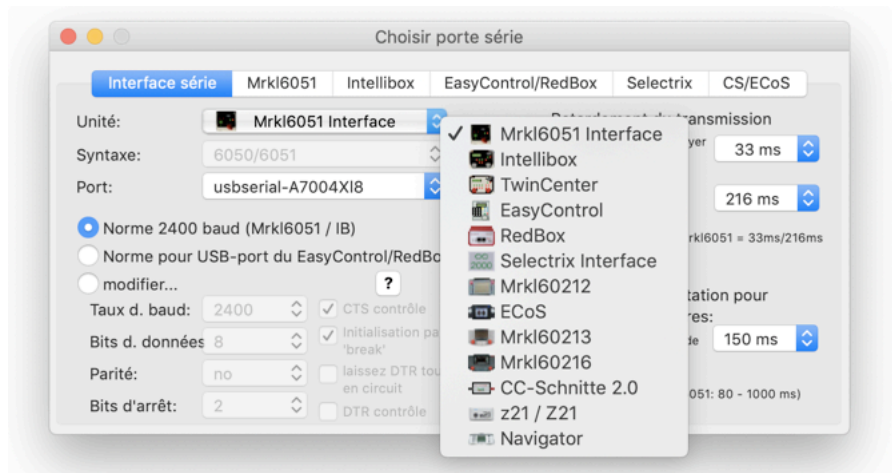 Choisir porte série
Interface série Mrkl6051 Intellibox EasyControl/RedBox Selectrix CS/ECoS
Unité: Mrkl6051 Interface
Syntaxe: 6050/6051
Port: usbserial-A7004XI8
Norme 2400 baud (Mrkl6051 / IB)
Norme pour USB-port du EasyControl/RedBo
modifier... ?
Taux d. baud: 2400 CTS contrôle
Bits d. données 8 Initialisation pa
'break'
Parité: no laissez DTR tou
en circuit
Bits d'arrêt: 2 DTR contrôle
✓ Mrkl6051 Interface
Intellibox
TwinCenter
EasyControl
RedBox
Selectrix Interface
Mrkl60212
ECoS
Mrkl60213
Mrkl60216
CC-Schnitte 2.0
z21 / Z21
Navigator
smission
yer 33 ms
216 ms
rkl6051 = 33ms/216ms
tation pour
res:
de 150 ms
051: 80 - 1000 ms)